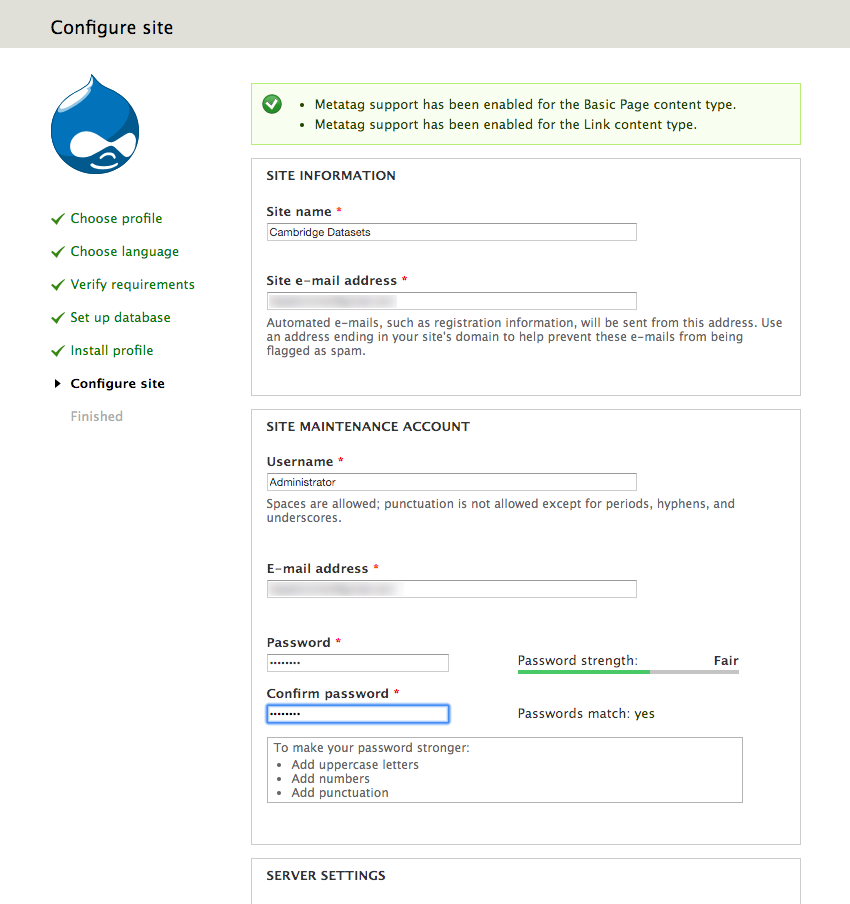 Configure site
Metatag support has been enabled for the Basic Page content type.
Metatag support has been enabled for the Link content type.
Choose profile
Choose language
Verify requirements
Set up database
Install profile
Configure site
Finished
SITE INFORMATION
Site name *
Cambridge Datasets
Site e-mail address *
Automated e-mails, such as registration information, will be sent from this address. Use
an address ending in your site's domain to help prevent these e-mails from being
flagged as spam.
SITE MAINTENANCE ACCOUNT
Username *
Administrator
Spaces are allowed; punctuation is not allowed except for periods, hyphens, and
underscores.
E-mail address *
Password *
••••••••
Password strength: Fair
Confirm password *
••••••••
Passwords match: yes
To make your password stronger:
Add uppercase letters
Add numbers
Add punctuation
SERVER SETTINGS